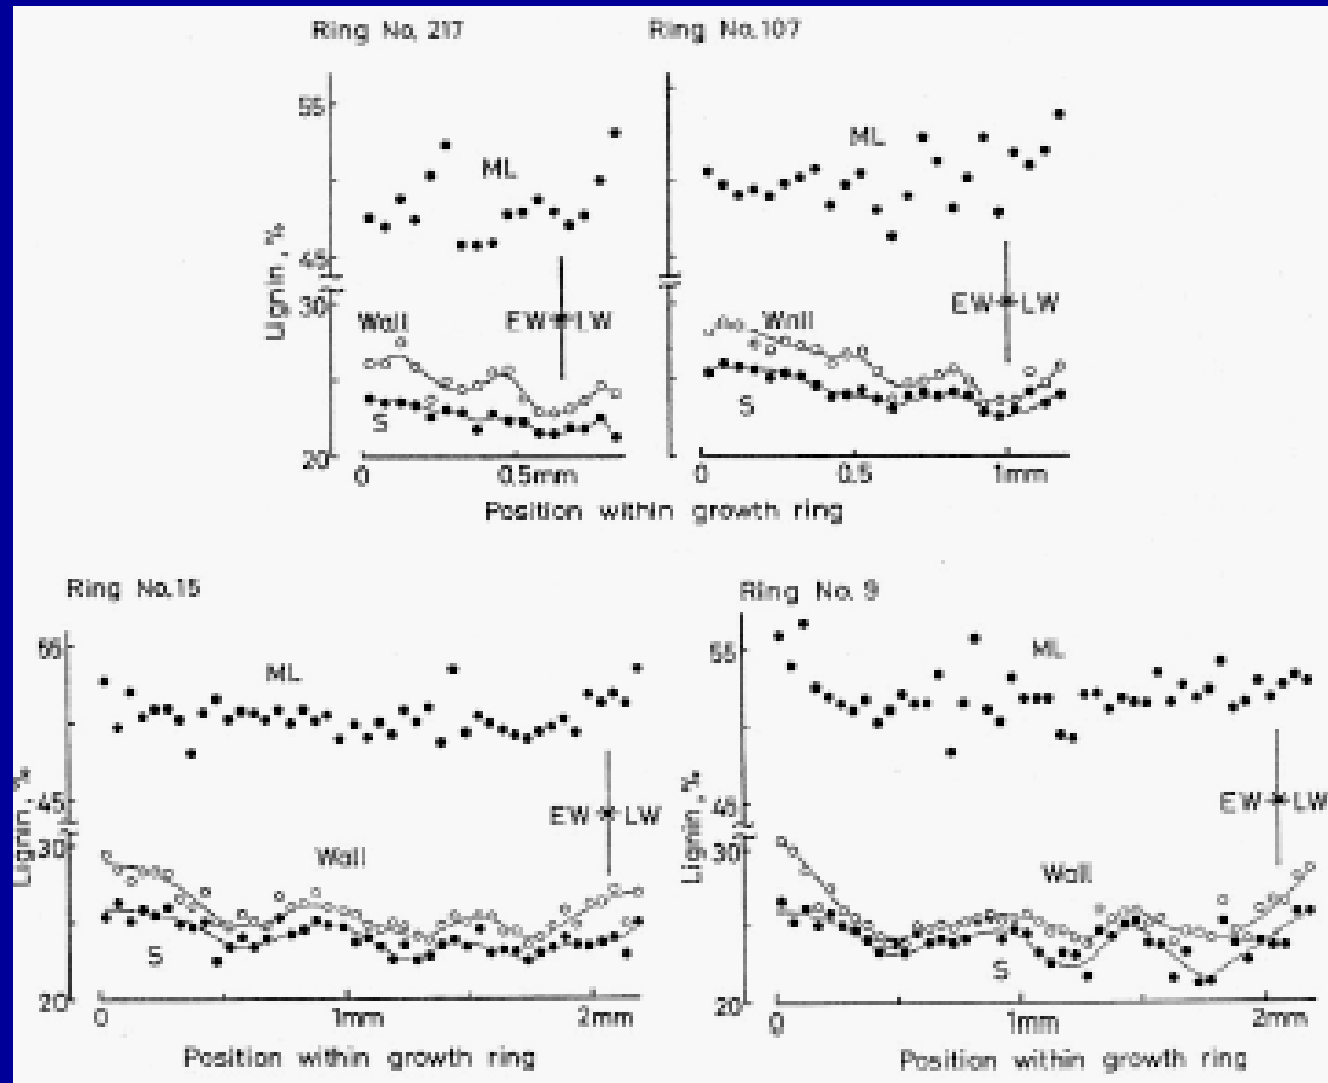 Ring No. 217
Ring No. 107
55
ML
ML
45
Lignin, %
30
Wall
EW LW
Wall
EW LW
S
S
20
0
0.5mm
0
0.5
1mm
Position within growth ring
Ring No. 15
Ring No. 9
55
ML
55
ML
45
EW LW
45
EW LW
Lignin, %
Lignin, %
30
Wall
30
Wall
S
S
20
20
0
1mm
2mm
0
1mm
2mm
Position within growth ring
Position within growth ring